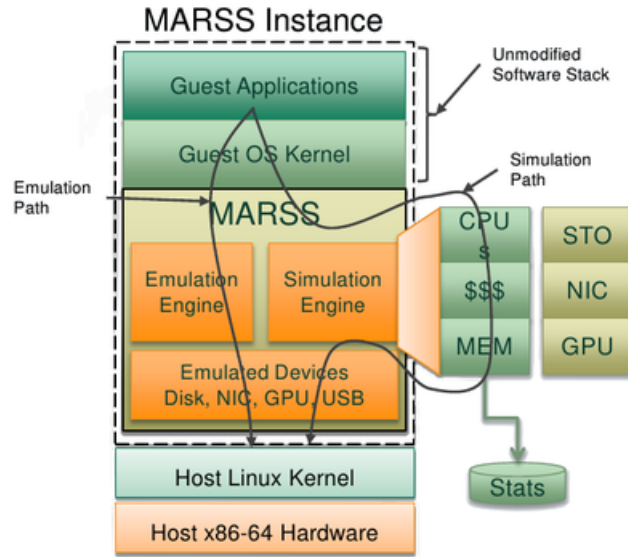 MARSS Instance
Unmodified
Software Stack
Guest Applications
Guest OS Kernel
Emulation
Path
Simulation
Path
MARSS
Emulation
Engine
Simulation
Engine
CPU
s
$$$
MEM
STO
NIC
GPU
Emulated Devices
Disk, NIC, GPU, USB
Host Linux Kernel
Stats
Host x86-64 Hardware